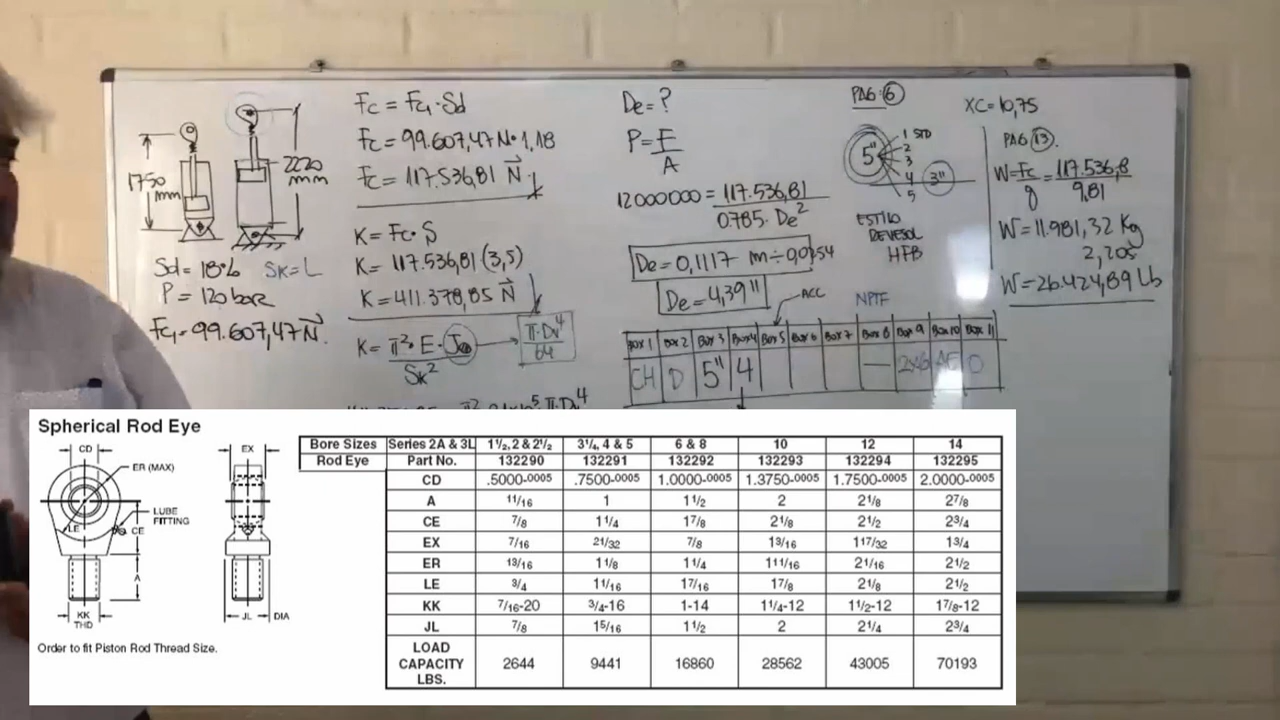 1750
mm
2220
mm
Sd = 18%
SK = L
P = 120 bar
Fc₁ = 99.607,47 N
Fc = Fc₁ · Sd
Fc = 99.607,47 N · 1,18
Fc = 117.536,81 N
K = Fc · S
K = 117.536,81 (3,5)
K = 411.378,85 N
K = π² · E · J
SK²
π · Dv⁴
64
De = ?
P = F
A
12000000 = 117.536,81
0.785 · De²
De = 0,1117 m ÷ 0,0254
De = 4,39"
ACC
NPTF
BOX 1 BOX 2 BOX 3 BOX 4 BOX 5 BOX 6 BOX 7 BOX 8 BOX 9 BOX 10 BOX 11
CH D 5" 4 —
PAG: 6
5"
1 STD
2
3
4 3"
5
ESTILO
DEVESOL
HFB
XC = 10,75
PAG 13.
W = Fc = 117.536,8
g 9,81
W = 11.981,32 Kg
2,205
W = 26.424,89 Lb
Spherical Rod Eye
CD
ER (MAX)
LUBE
FITTING
LE
CE
A
KK
THD
EX
JL DIA
Order to fit Piston Rod Thread Size.
Bore Sizes Series 2A & 3L 1½, 2 & 2½ 3¼, 4 & 5 6 & 8 10 12 14
Rod Eye Part No. 132290 132291 132292 132293 132294 132295
CD .5000-.0005 .7500-.0005 1.0000-.0005 1.3750-.0005 1.7500-.0005 2.0000-.0005
A 11/16 1 1 1/2 2 2 1/8 2 7/8
CE 7/8 1 1/4 1 7/8 2 1/8 2 1/2 2 3/4
EX 7/16 21/32 7/8 1 3/16 1 17/32 1 3/4
ER 13/16 1 1/8 1 1/4 1 11/16 2 1/16 2 1/2
LE 3/4 1 1/16 1 7/16 1 7/8 2 1/8 2 1/2
KK 7/16-20 3/4-16 1-14 1 1/4-12 1 1/2-12 1 7/8-12
JL 7/8 1 5/16 1 1/2 2 2 1/4 2 3/4
LOAD
CAPACITY
LBS.
2644 9441 16860 28562 43005 70193